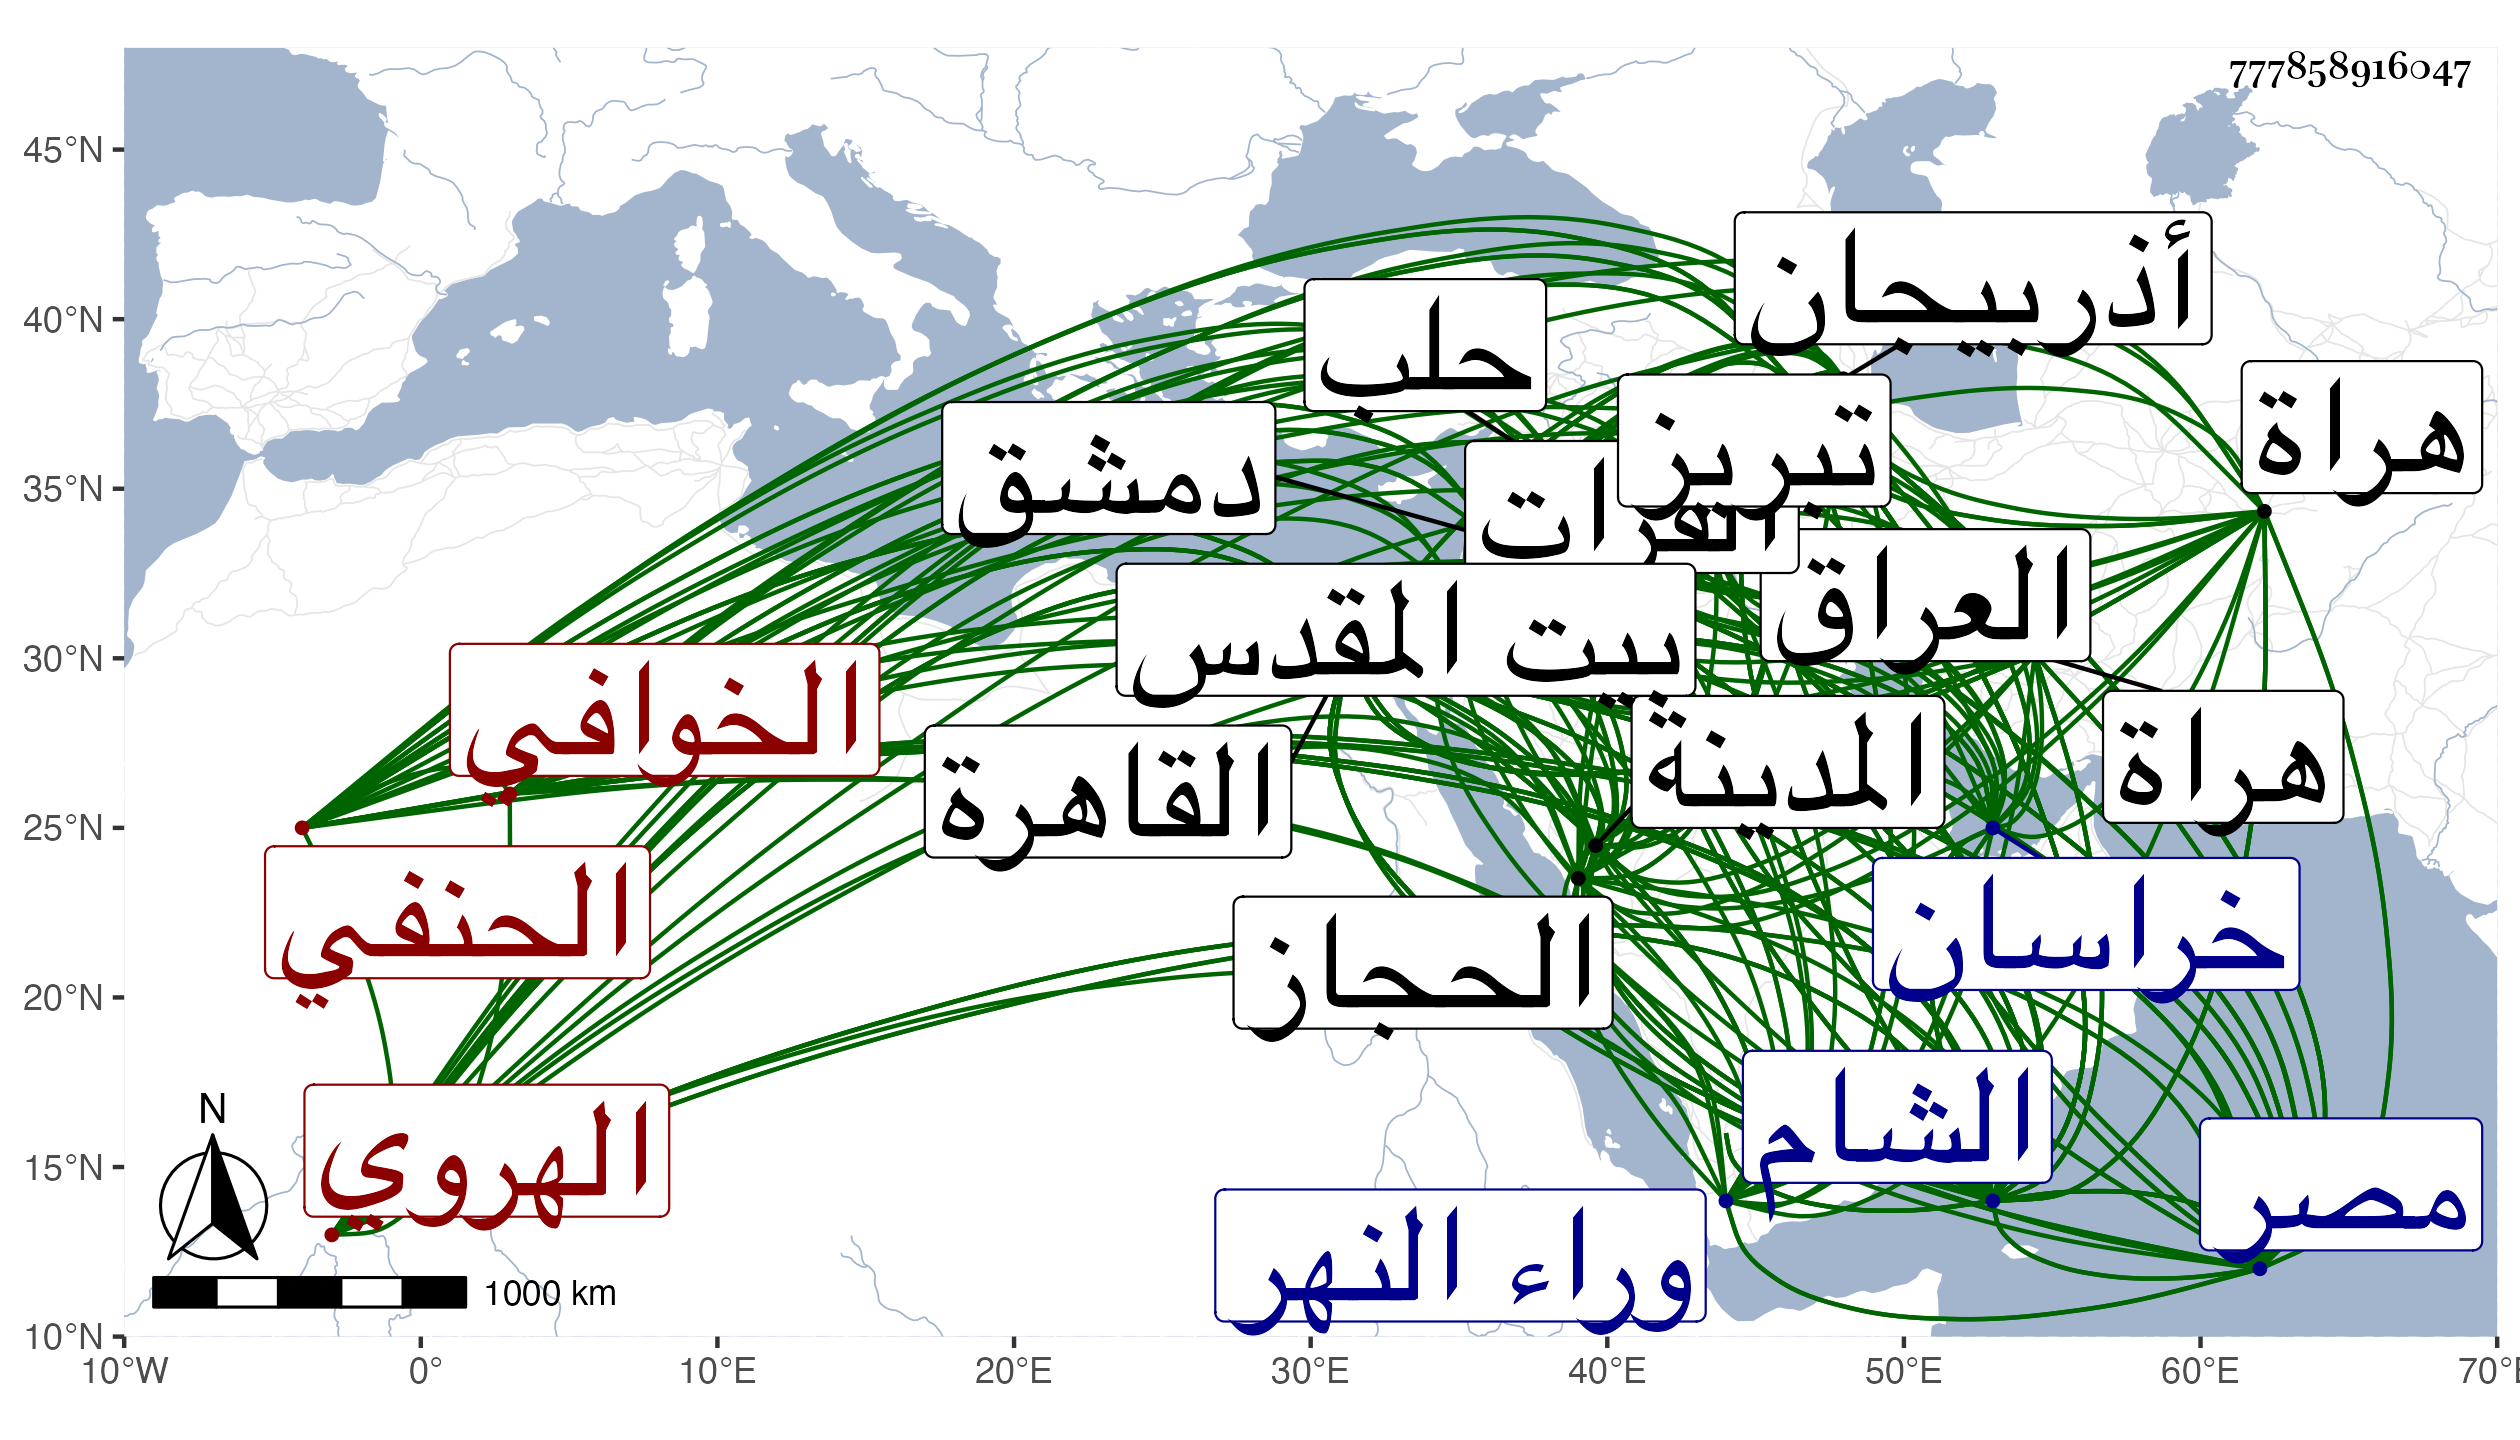 777858916047
45°N
أذربيجان
40°N
حلب
هراة
تبريز
دمشق
35°N
الفرات
العراق
بيت المقدس
30°N
الخوافي
المدينة
هراة
القاهرة
25°N
الحنفي
خراسان
الحجاز
20°N
N
الهروي
الشام
15°N
مصر
وراء النهر
1000 km
10°N
10°W 0° 10°E 20°E 30°E 40°E 50°E 60°E 70°E